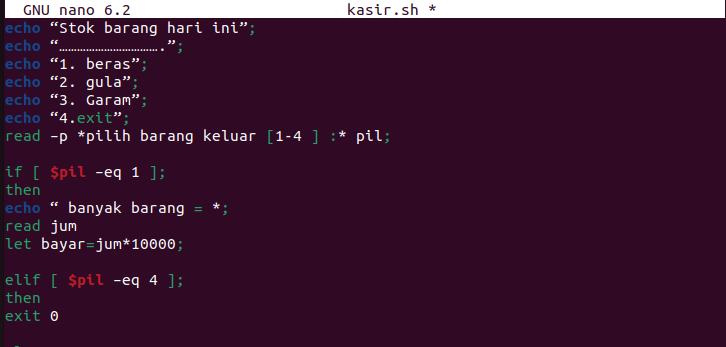 GNU nano 6.2 kasir.sh *
echo “Stok barang hari ini”;
echo “…………………………….”;
echo “1. beras”;
echo “2. gula”;
echo “3. Garam”;
echo “4.exit”;
read –p *pilih barang keluar [1-4 ] :* pil;
if [ $pil –eq 1 ];
then
echo “ banyak barang = *;
read jum
let bayar=jum*10000;
elif [ $pil –eq 4 ];
then
exit 0